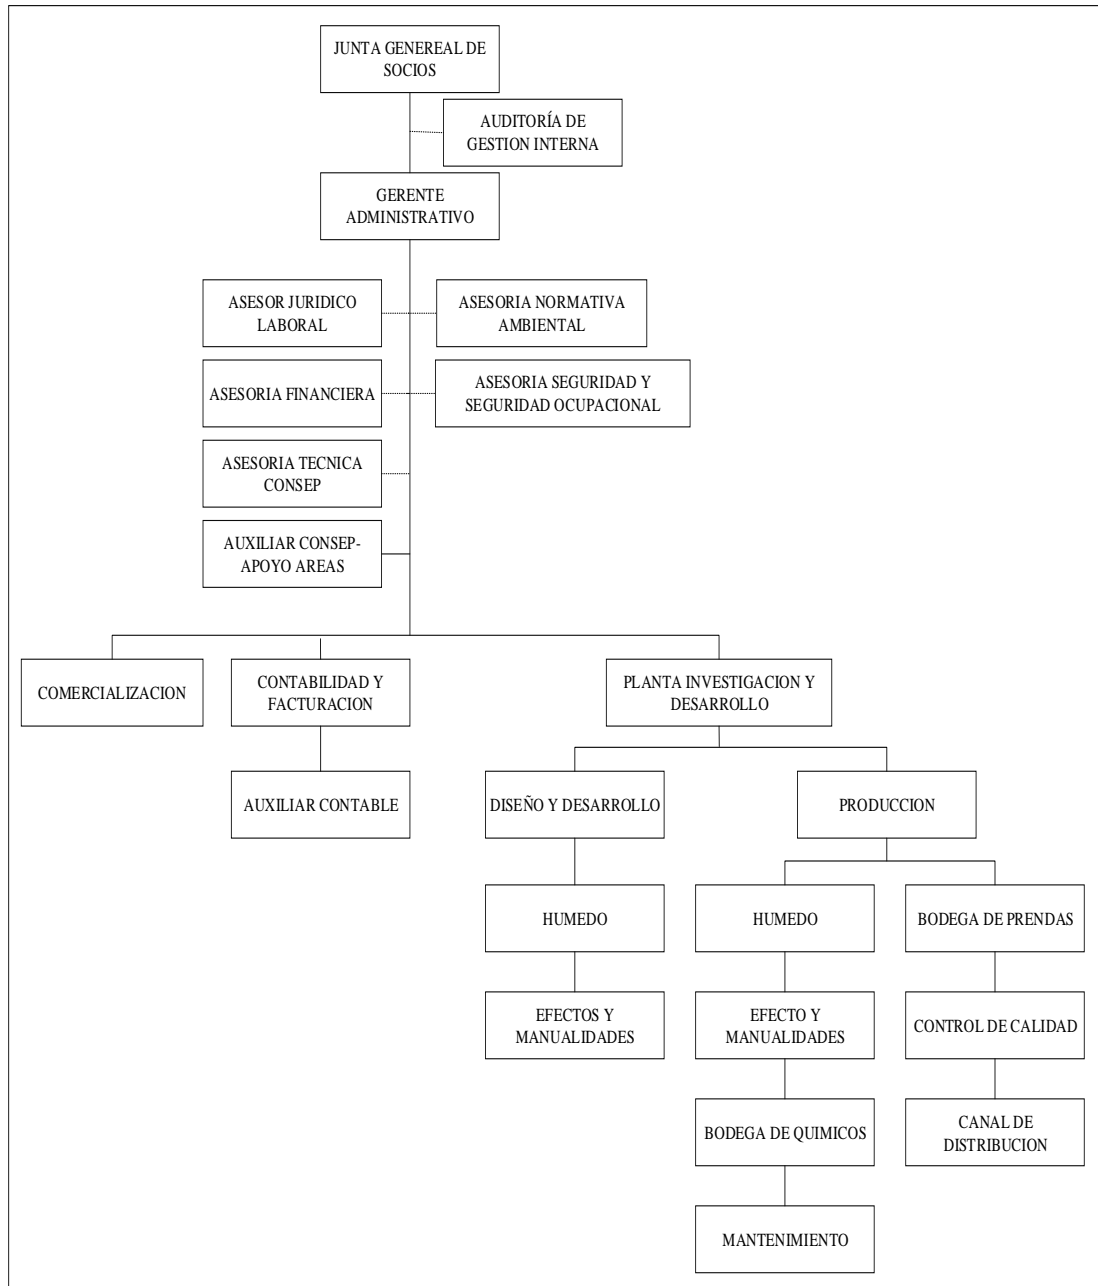 JUNTA GENEREAL DE
SOCIOS
AUDITORÍA DE
GESTION INTERNA
GERENTE
ADMINISTRATIVO
ASESOR JURIDICO
LABORAL
ASESORIA NORMATIVA
AMBIENTAL
ASESORIA FINANCIERA
ASESORIA SEGURIDAD Y
SEGURIDAD OCUPACIONAL
ASESORIA TECNICA
CONSEP
AUXILIAR CONSEP-
APOYO AREAS
COMERCIALIZACION
CONTABILIDAD Y
FACTURACION
PLANTA INVESTIGACION Y
DESARROLLO
AUXILIAR CONTABLE
DISEÑO Y DESARROLLO
PRODUCCION
HUMEDO
HUMEDO
BODEGA DE PRENDAS
EFECTOS Y
MANUALIDADES
EFECTO Y
MANUALIDADES
CONTROL DE CALIDAD
BODEGA DE QUIMICOS
CANAL DE
DISTRIBUCION
MANTENIMIENTO